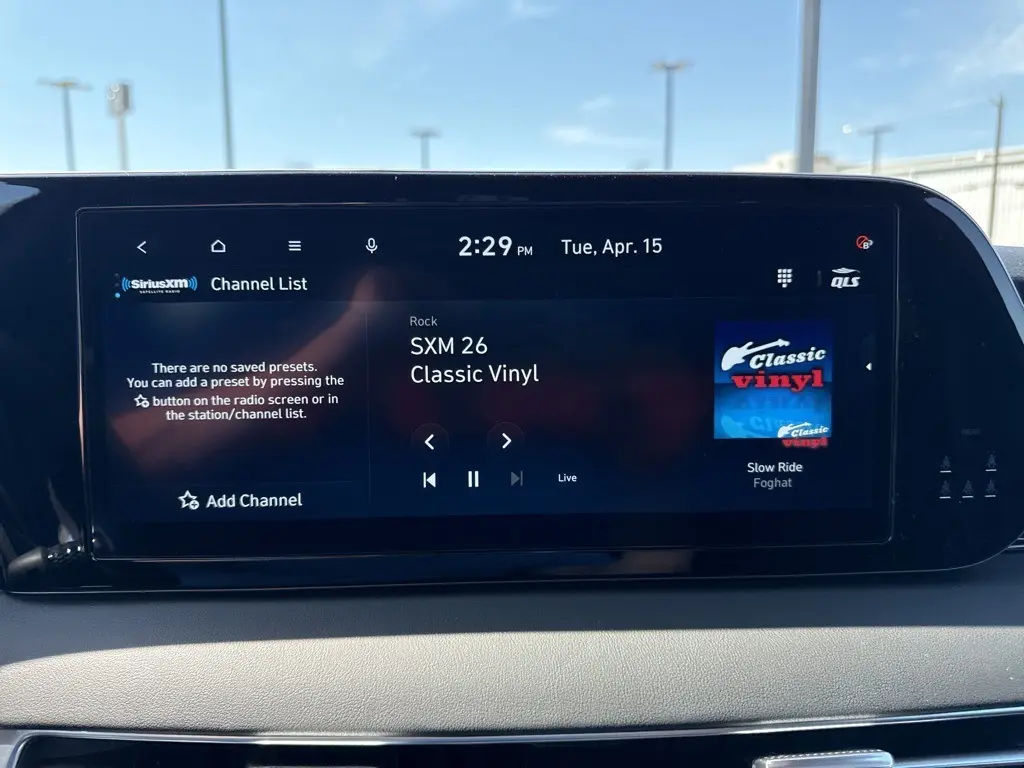 2:29 PM Tue, Apr. 15
((SiriusXM))
SATELLITE RADIO
Channel List
QLS
There are no saved presets.
You can add a preset by pressing the
button on the radio screen or in
the station/channel list.
Add Channel
Rock
SXM 26
Classic Vinyl
Live
Classic
vinyl
Classic
vinyl
Slow Ride
Foghat